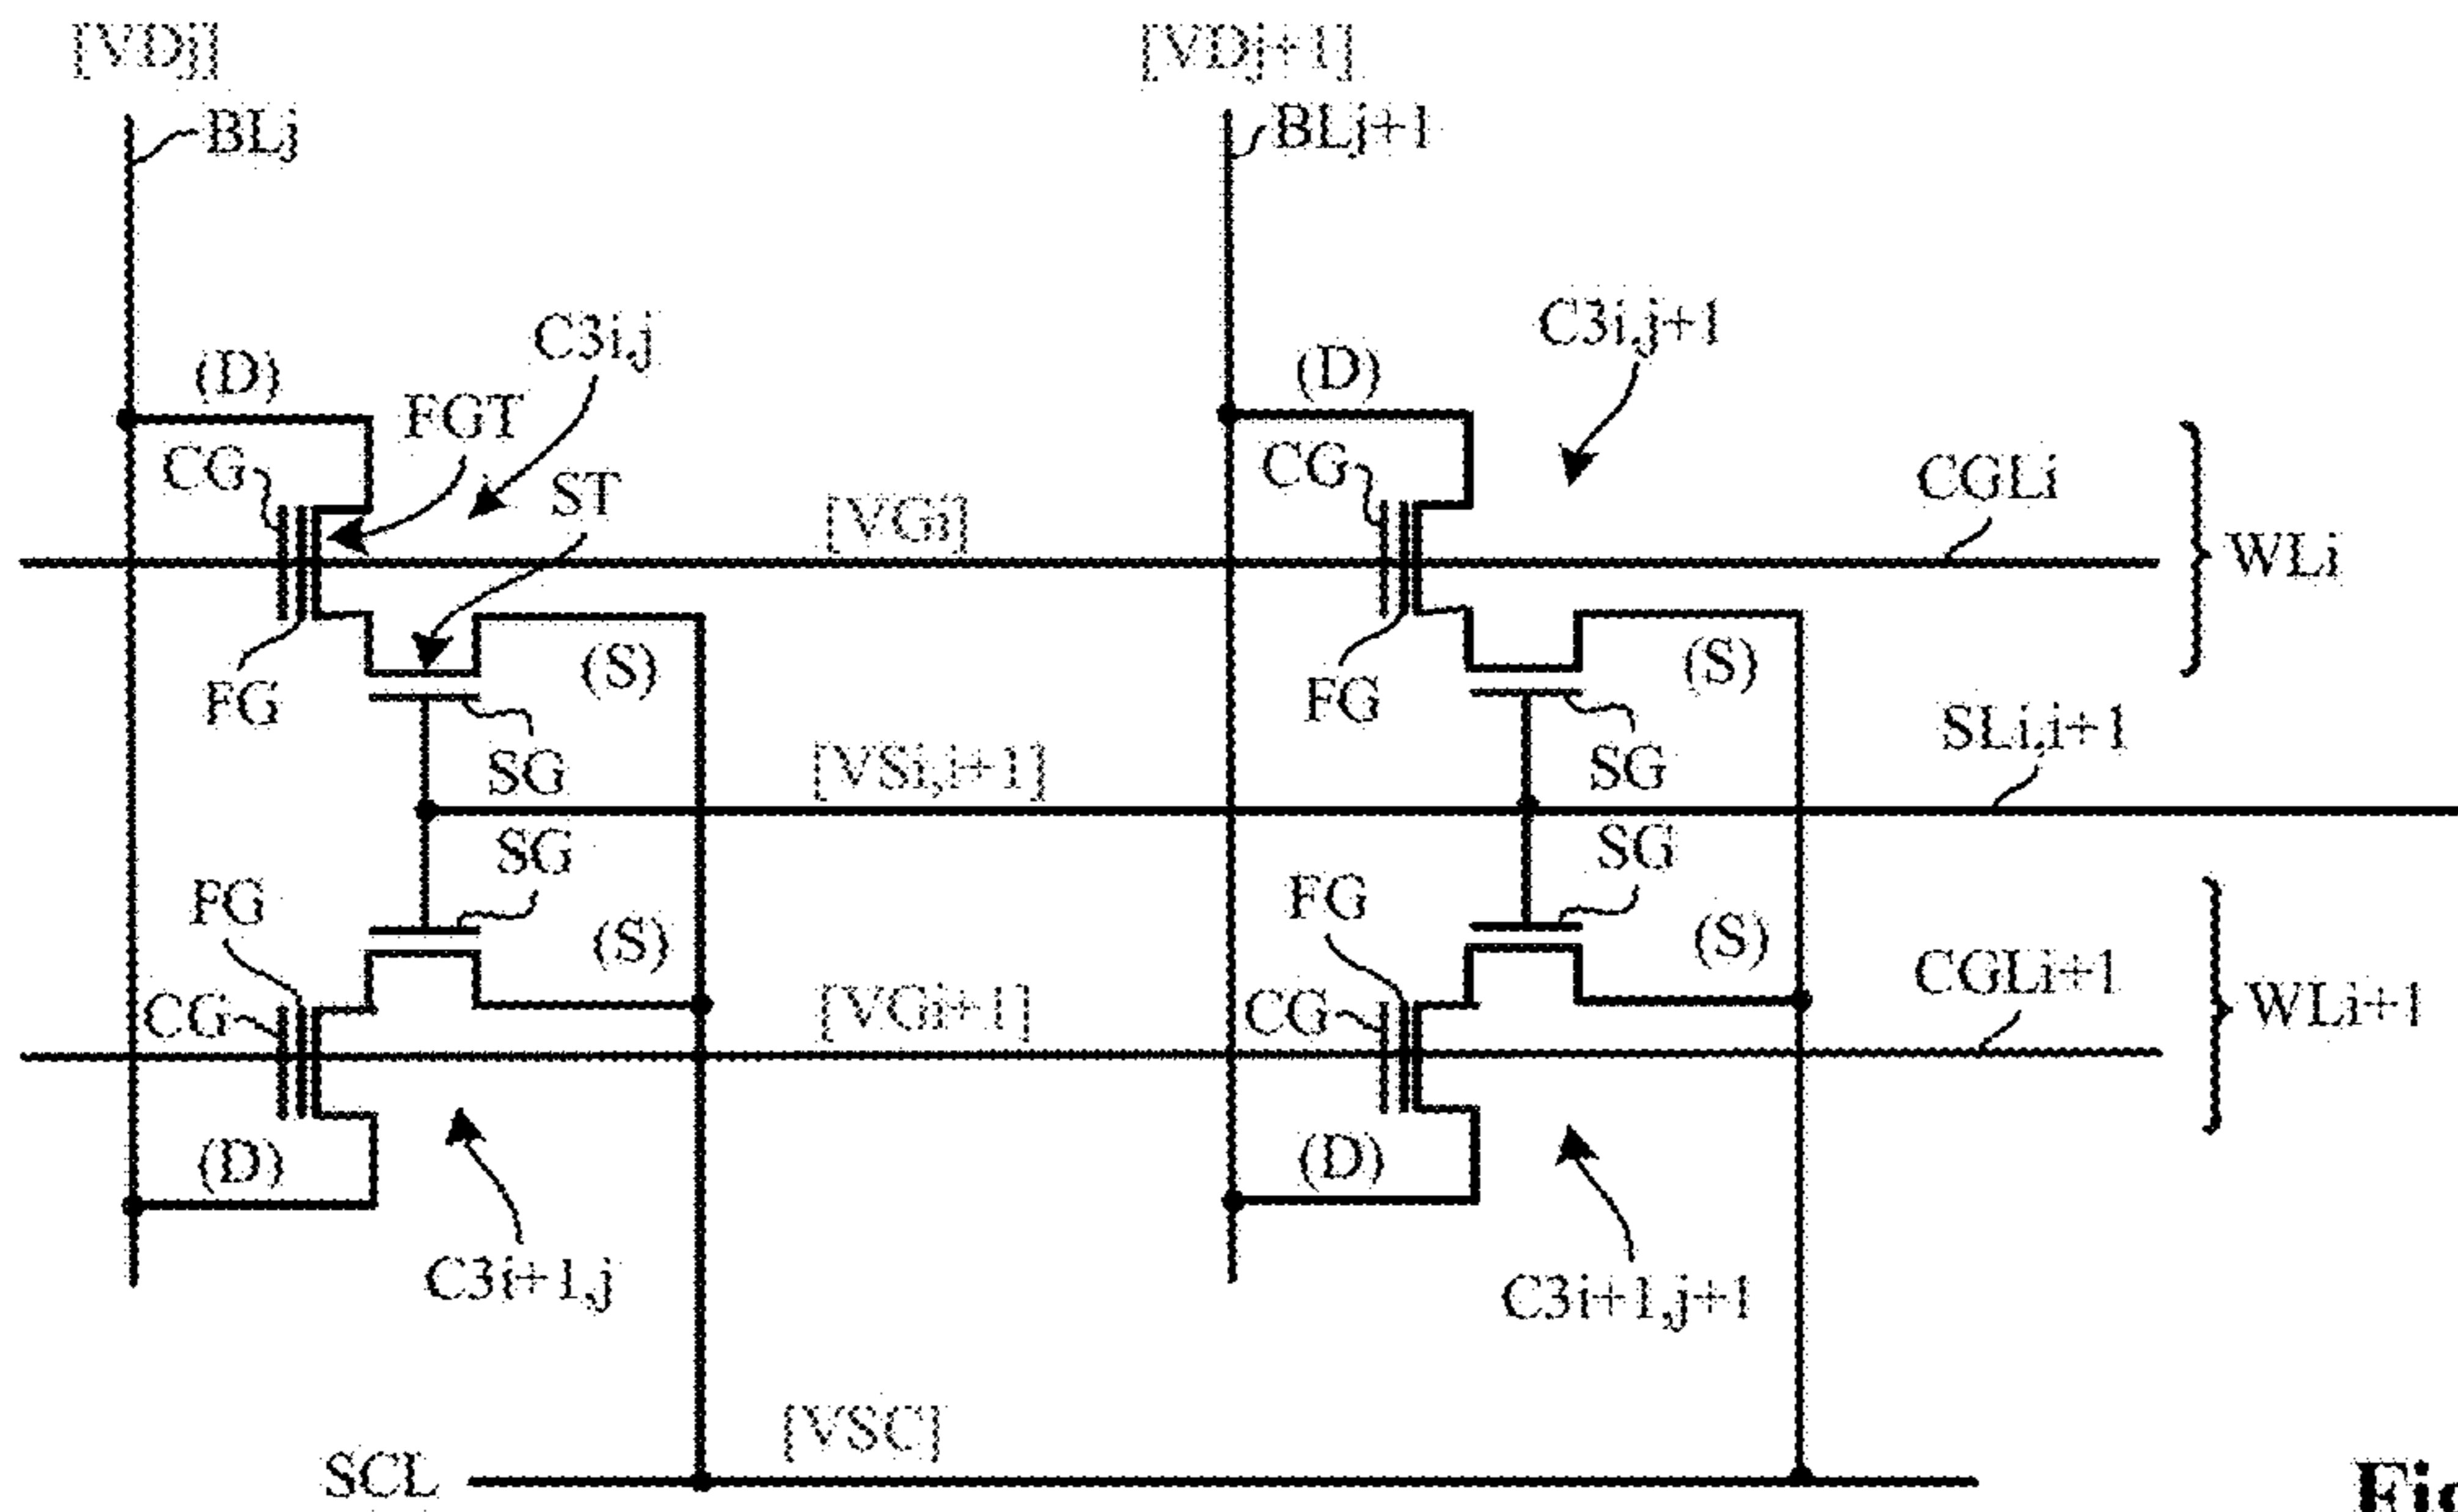 [VDj] [VDj+1]
BLj BLj+1
C3i,j C3i,j+1
(D) (D)
FGT
CG ST CG CGLi
[VGi] WLi
(S) (S)
FG FG
SLi,i+1
SG [VSi,i+1] SG
SG SG
FG FG
(S) (S)
CGLi+1
CG [VGi+1] CG WLi+1
(D) (D)
C3i+1,j C3i+1,j+1
[VSC]
SCL